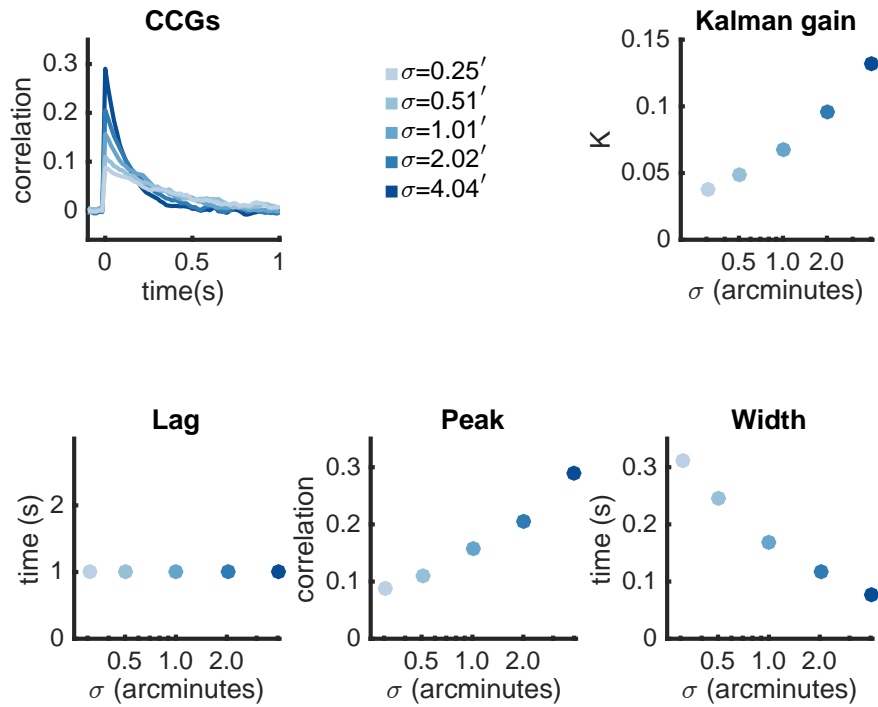 CCGs
correlation
0.3
0.2
0.1
0
0
0.5
1
time(s)
σ=0.25′
σ=0.51′
σ=1.01′
σ=2.02′
σ=4.04′
Kalman gain
K
0.15
0.1
0.05
0
0.5
1.0
2.0
σ (arcminutes)
Lag
time (s)
2
1
0
0.5
1.0
2.0
σ (arcminutes)
Peak
correlation
0.3
0.2
0.1
0
0.5
1.0
2.0
σ (arcminutes)
Width
time (s)
0.3
0.2
0.1
0
0.5
1.0
2.0
σ (arcminutes)